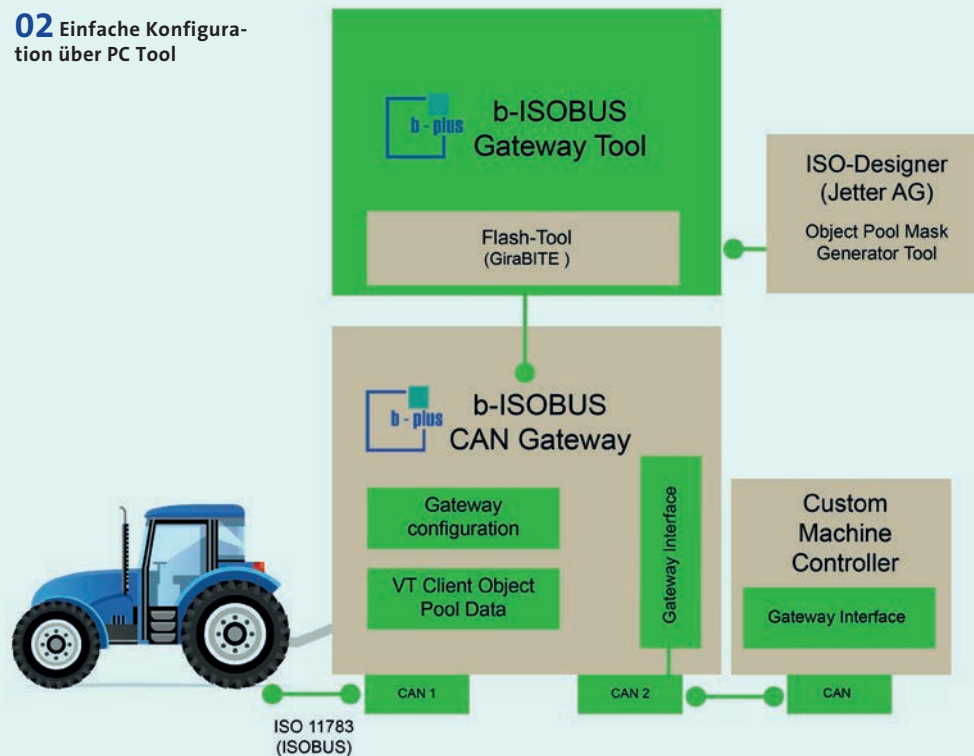 02 Einfache Konfigura-
tion über PC Tool
b-plus
b-ISOBUS
Gateway Tool
Flash-Tool
(GiraBITE )
ISO-Designer
(Jetter AG)
Object Pool Mask
Generator Tool
b-plus
b-ISOBUS
CAN Gateway
Gateway
configuration
VT Client Object
Pool Data
Gateway Interface
Custom
Machine
Controller
Gateway Interface
CAN 1
CAN 2
CAN
ISO 11783
(ISOBUS)